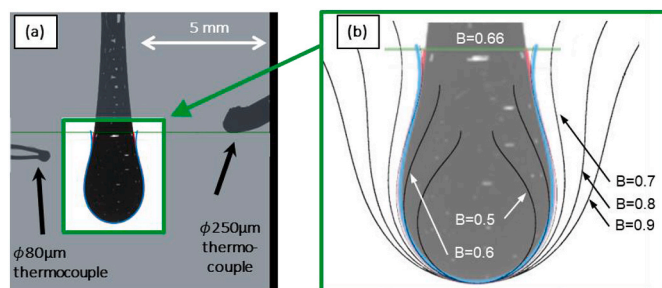 (a)
5 mm
ϕ80µm
thermocouple
ϕ250µm
thermo-
couple
(b)
B=0.66
B=0.7
B=0.8
B=0.9
B=0.5
B=0.6